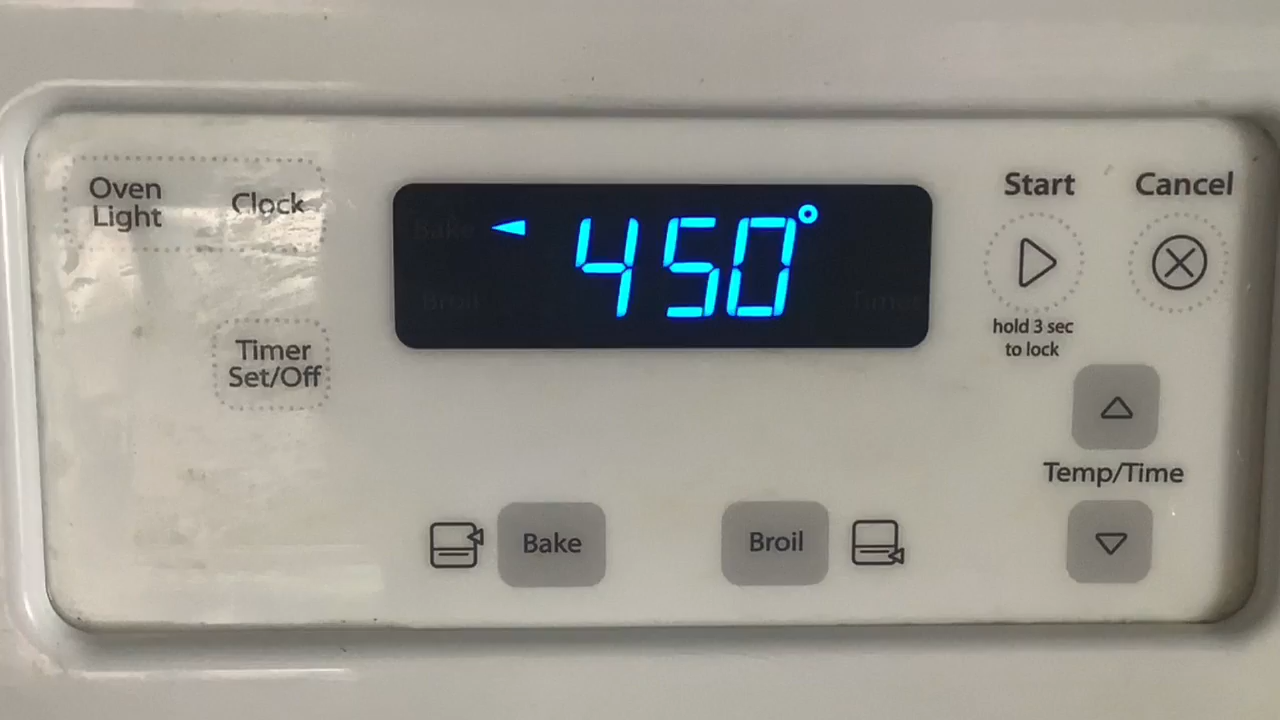 Oven
Light
Clock
Timer
Set/Off
Bake
450°
Broil
Timer
Start
Cancel
hold 3 sec
to lock
Temp/Time
Bake
Broil